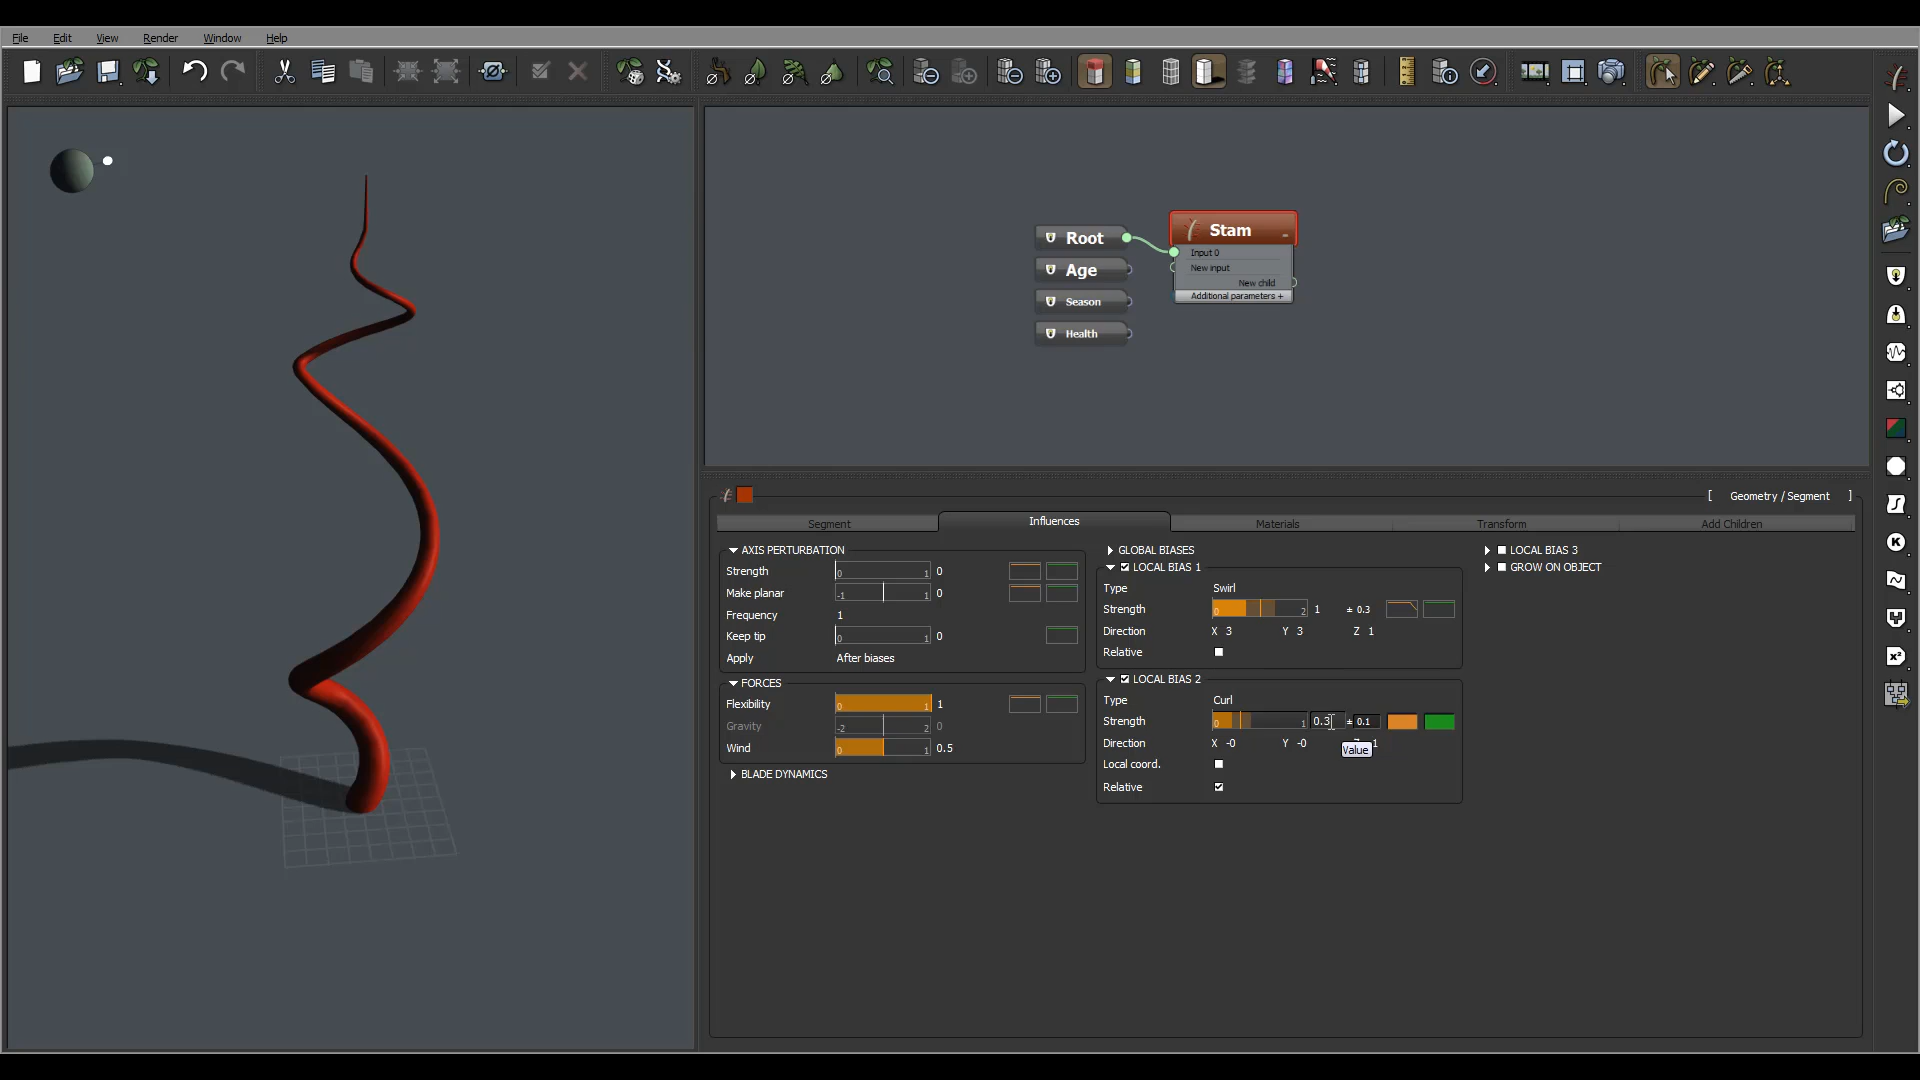 File Edit View Render Window Help
Root
Age
Season
Health
Stam
Input 0
New input
New child
Additional parameters +
[ Geometry / Segment ]
Segment Influences Materials Transform Add Children
AXIS PERTURBATION
Strength 0 1 0
Make planar -1 1 0
Frequency 1
Keep tip 0 1 0
Apply After biases
FORCES
Flexibility 0 1 1
Gravity -2 2 0
Wind 0 1 0.5
BLADE DYNAMICS
GLOBAL BIASES
LOCAL BIAS 1
Type Swirl
Strength 0 2 1 ± 0.3
Direction X 3 Y 3 Z 1
Relative
LOCAL BIAS 2
Type Curl
Strength 0 1 0.3 ± 0.1
Direction X -0 Y -0 Z 1
Value
Local coord.
Relative
LOCAL BIAS 3
GROW ON OBJECT
K
x²